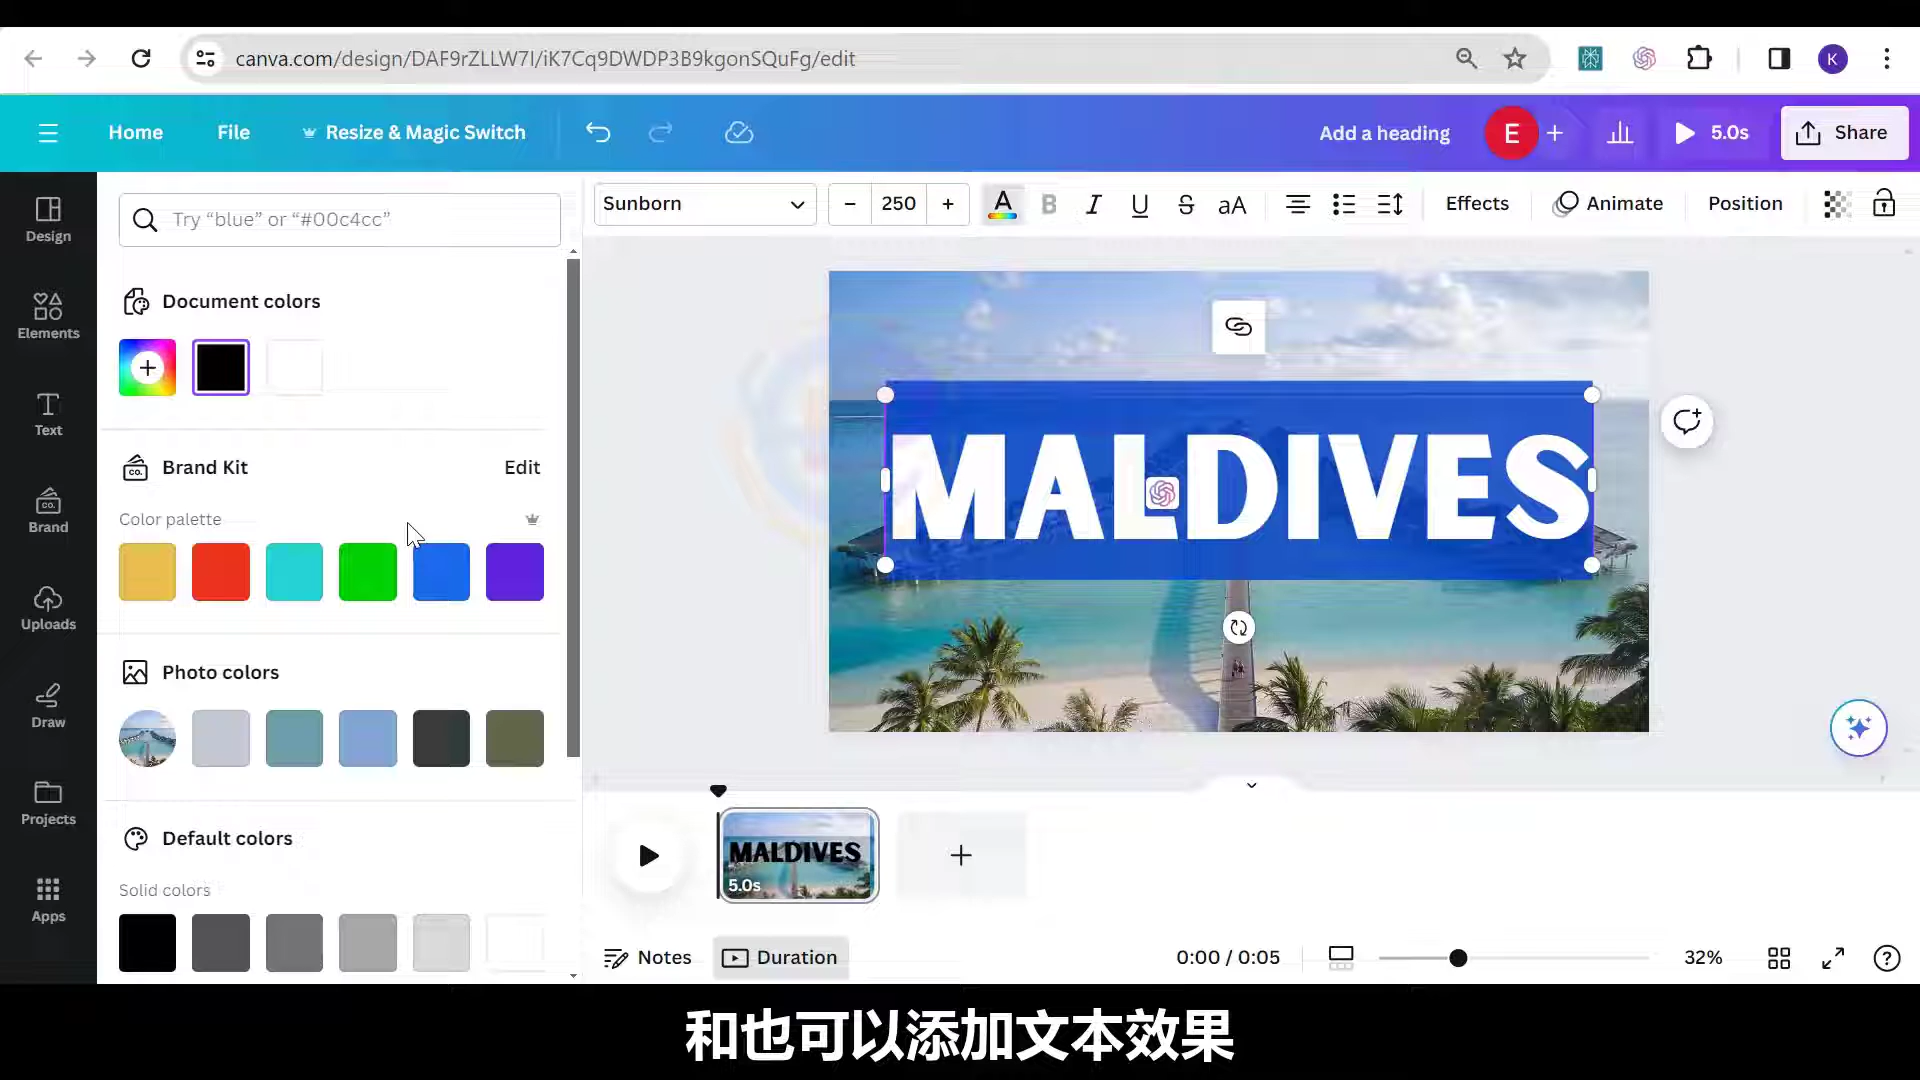 canva.com/design/DAF9rZLLW7I/iK7Cq9DWDP3B9kgonSQuFg/edit
K
Home File Resize & Magic Switch Add a heading E 5.0s Share
Try “blue” or “#00c4cc”
Sunborn 250 A B I U S aA Effects Animate Position
Design
Elements
Text
Brand
Uploads
Draw
Projects
Apps
Document colors
Brand Kit Edit
CO.
Color palette
Photo colors
Default colors
Solid colors
MALDIVES
MALDIVES
5.0s
Notes Duration 0:00 / 0:05 32%
和也可以添加文本效果